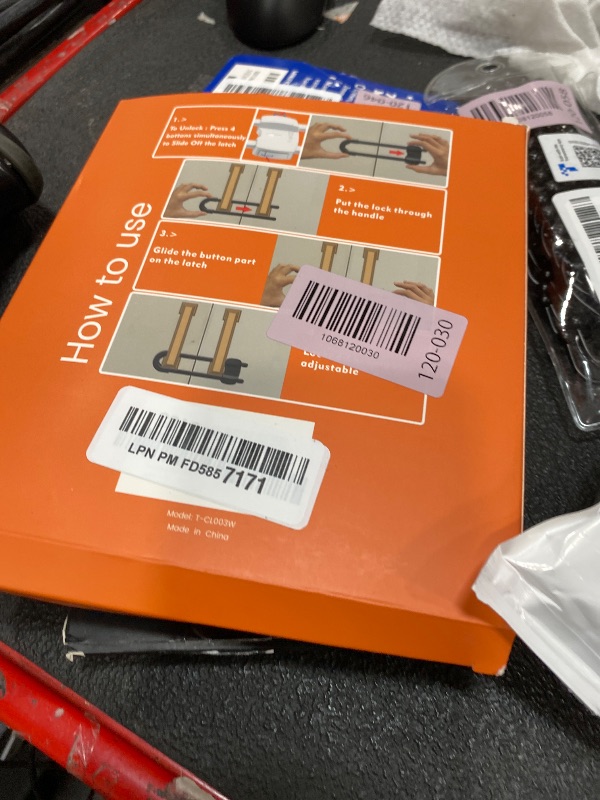 How to use
1.>
To Unlock : Press 4
buttons simultaneously
to Slide Off the latch
2.>
Put the lock through
the handle
3.>
Glide the button part
on the latch
adjustable
1068120030
120-030
LPN PM FD585 7171
Model: T-CL003W
Made in China
120-046